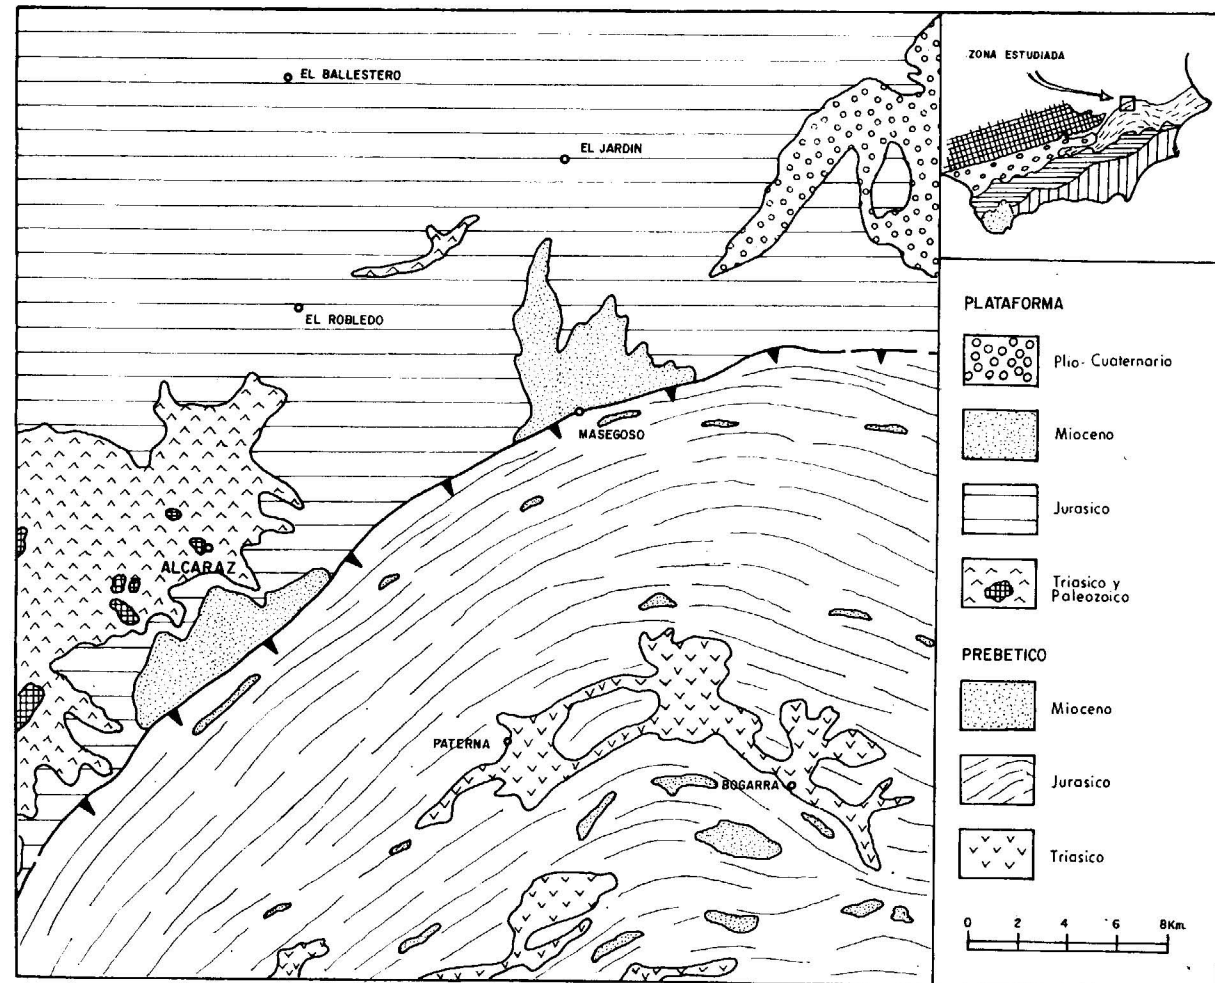 EL BALLESTERO
EL JARDIN
EL ROBLEDO
MASEGOSO
ALCARAZ
PATERNA
BOGARRA
ZONA ESTUDIADA
PLATAFORMA
Plio-Cuaternario
Mioceno
Jurasico
Triasico y
Paleozoico
PREBETICO
Mioceno
Jurasico
Triasico
0 2 4 6 8Km.